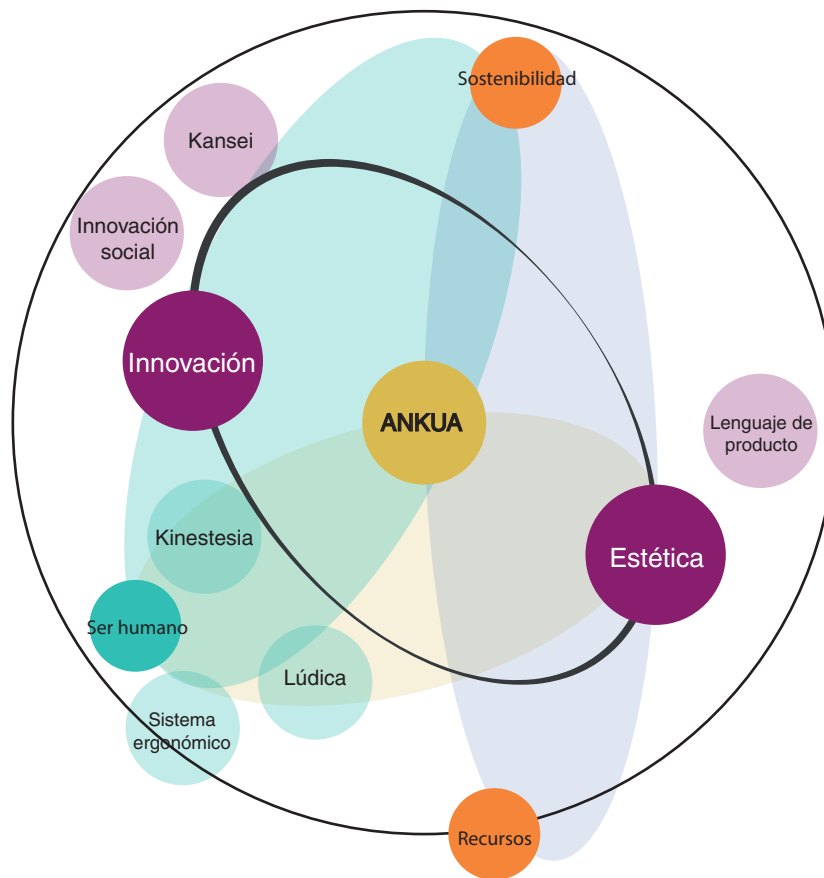 Sostenibilidad
Kansei
Innovación
social
Innovación
ANKUA
Lenguaje de
producto
Kinestesia
Estética
Ser humano
Lúdica
Sistema
ergonómico
Recursos